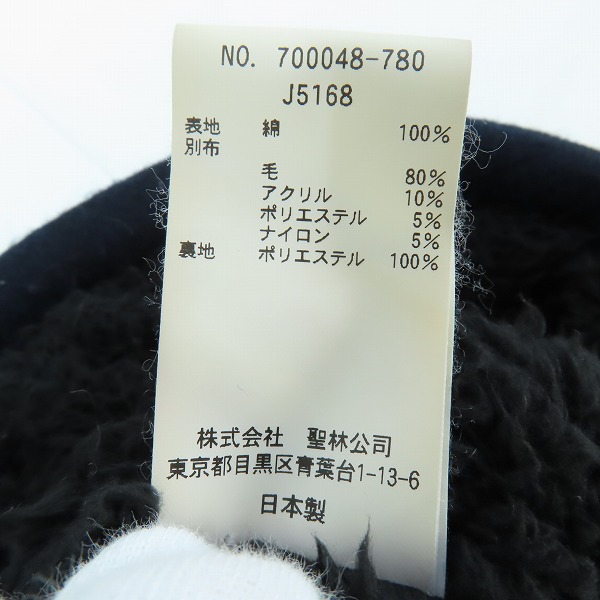 NO. 700048-780
J5168
表地 綿 100%
別布
毛 80%
アクリル 10%
ポリエステル 5%
ナイロン 5%
裏地 ポリエステル 100%
株式会社 聖林公司
東京都目黒区青葉台1-13-6
日本製